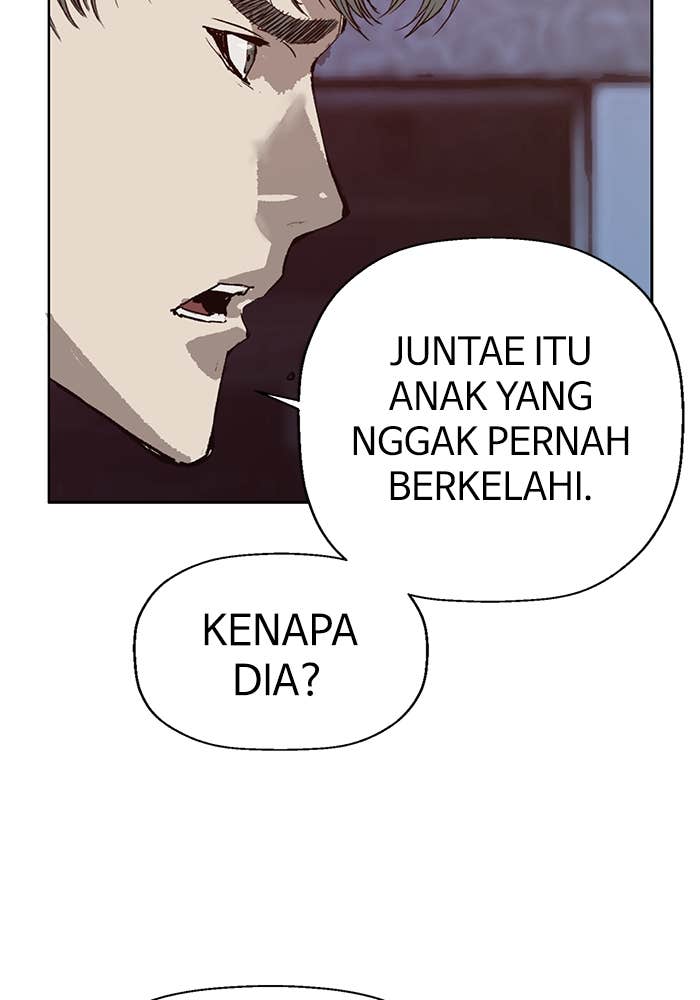 JUNTAE ITU
ANAK YANG
NGGAK PERNAH
BERKELAHI.
KENAPA
DIA?